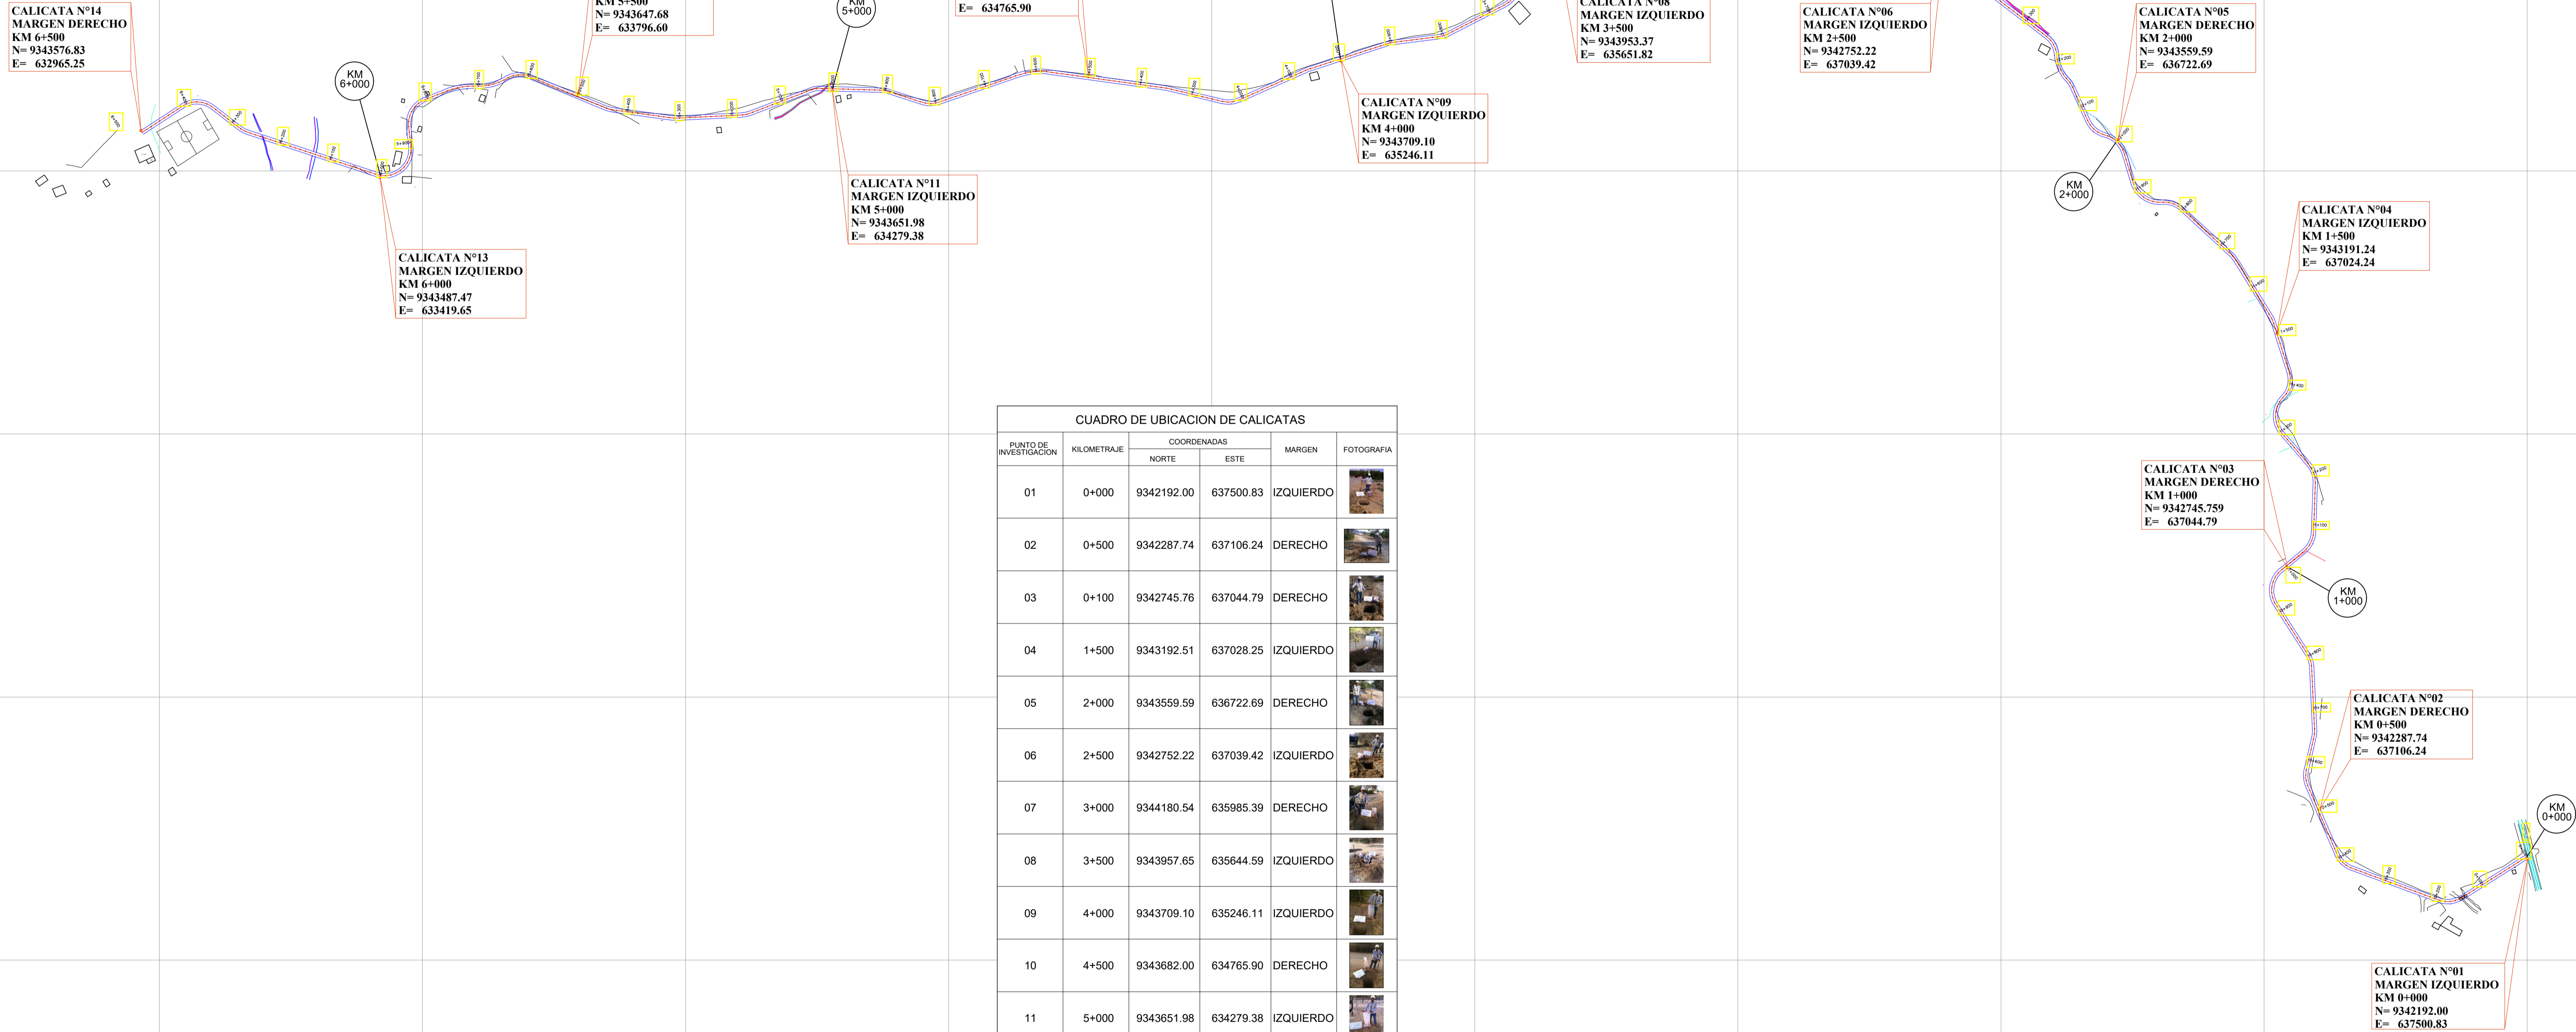 CALICATA N°14
MARGEN DERECHO
KM 6+500
N= 9343576.83
E= 632965.25
KM 5+500
N= 9343647.68
E= 633796.60
KM
5+000
E= 634765.90
CALICATA N°08
MARGEN IZQUIERDO
KM 3+500
N= 9343953.37
E= 635651.82
CALICATA N°06
MARGEN IZQUIERDO
KM 2+500
N= 9342752.22
E= 637039.42
CALICATA N°05
MARGEN DERECHO
KM 2+000
N= 9343559.59
E= 636722.69
KM
6+000
CALICATA N°09
MARGEN IZQUIERDO
KM 4+000
N= 9343709.10
E= 635246.11
CALICATA N°11
MARGEN IZQUIERDO
KM 5+000
N= 9343651.98
E= 634279.38
KM
2+000
CALICATA N°04
MARGEN IZQUIERDO
KM 1+500
N= 9343191.24
E= 637024.24
CALICATA N°13
MARGEN IZQUIERDO
KM 6+000
N= 9343487.47
E= 633419.65
CUADRO DE UBICACION DE CALICATAS
PUNTO DE INVESTIGACION KILOMETRAJE COORDENADAS MARGEN FOTOGRAFIA
NORTE ESTE
01 0+000 9342192.00 637500.83 IZQUIERDO
02 0+500 9342287.74 637106.24 DERECHO
03 0+100 9342745.76 637044.79 DERECHO
04 1+500 9343192.51 637028.25 IZQUIERDO
05 2+000 9343559.59 636722.69 DERECHO
06 2+500 9342752.22 637039.42 IZQUIERDO
07 3+000 9344180.54 635985.39 DERECHO
08 3+500 9343957.65 635644.59 IZQUIERDO
09 4+000 9343709.10 635246.11 IZQUIERDO
10 4+500 9343682.00 634765.90 DERECHO
11 5+000 9343651.98 634279.38 IZQUIERDO
CALICATA N°03
MARGEN DERECHO
KM 1+000
N= 9342745.759
E= 637044.79
KM
1+000
CALICATA N°02
MARGEN DERECHO
KM 0+500
N= 9342287.74
E= 637106.24
KM
0+000
CALICATA N°01
MARGEN IZQUIERDO
KM 0+000
N= 9342192.00
E= 637500.83